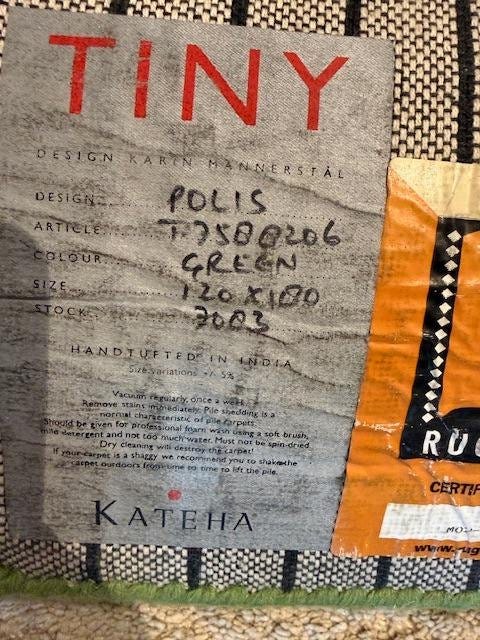 TINY
DESIGN KARIN MANNERSTÅL
DESIGN POLIS
ARTICLE
COLOUR GREEN
SIZE 120X180
STOCK 7003
HANDTUFTED IN INDIA
Size variations +/- 5%
Vacuum regularly, once a week.
Remove stains immediately. Pile shedding is a
normal characteristic of pile carpets.
Should be given for professional foam wash using a soft brush,
mild detergent and not too much water. Must not be spin-dried.
Dry cleaning will destroy the carpet!
If your carpet is a shaggy we recommend you to shake the
carpet outdoors from time to time to lift the pile.
KATEHA
RUG
CERTIF
www.rug